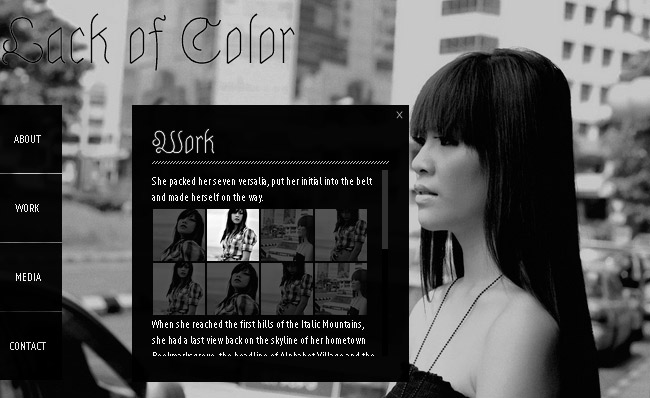 Lack of Color
ABOUT
WORK
MEDIA
CONTACT
x
Work
She packed her seven versalia, put her initial into the belt
and made herself on the way.
When she reached the first hills of the Italic Mountains,
she had a last view back on the skyline of her hometown
Bookmarksgrove, the headline of Alphabet Village and the